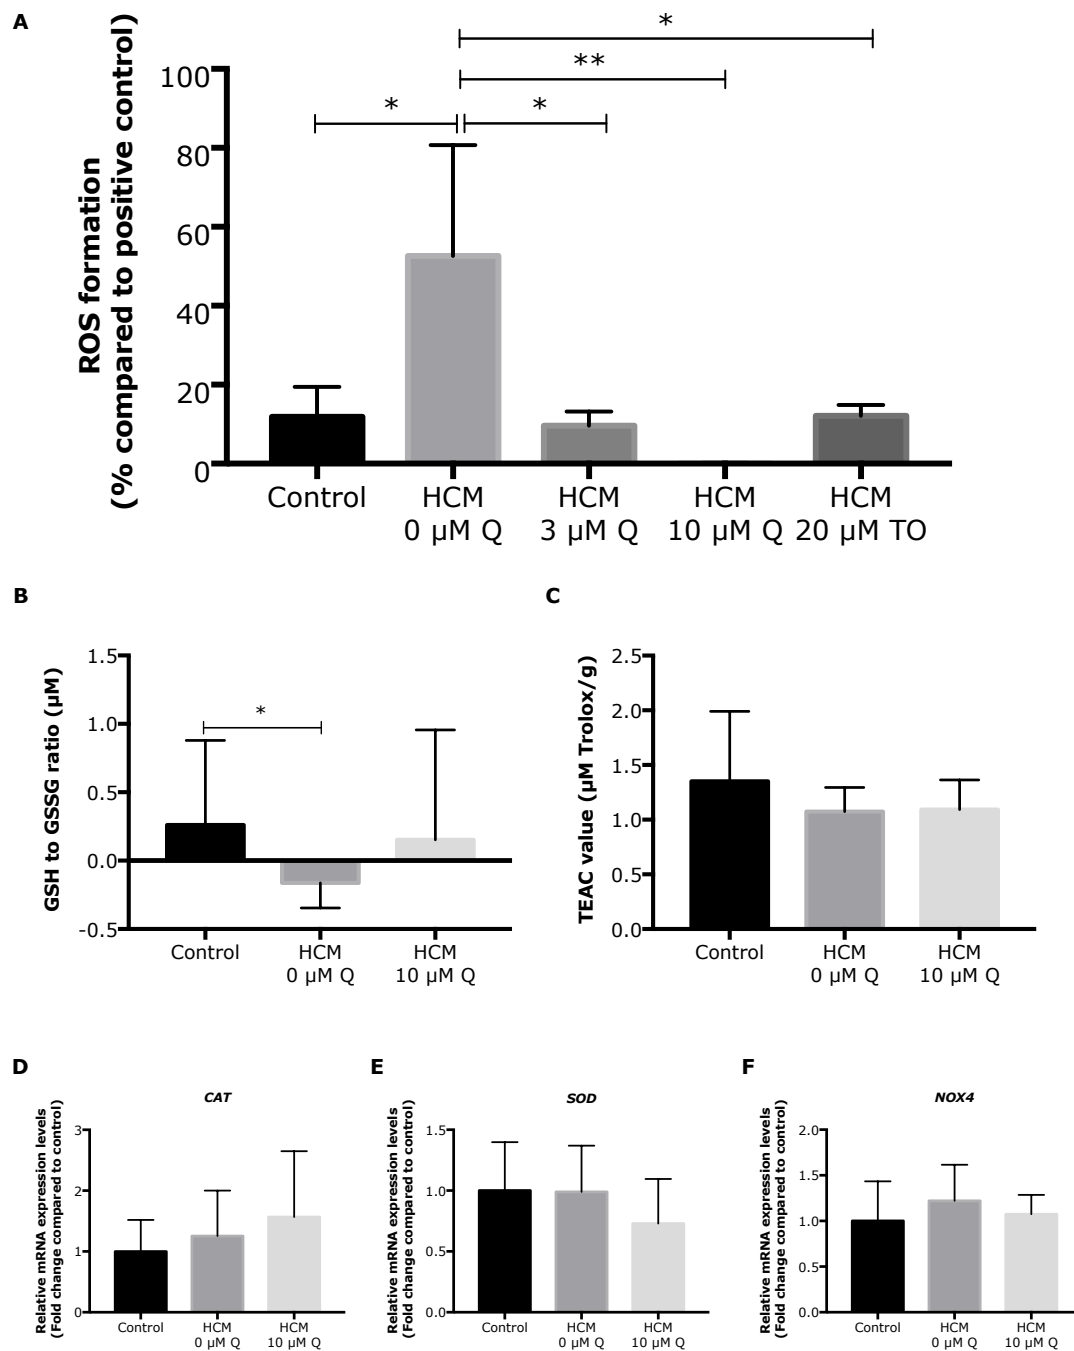 A
ROS formation
(% compared to positive control)
100
80
60
40
20
0
*
**
*
*
Control
HCM
0 µM Q
HCM
3 µM Q
HCM
10 µM Q
HCM
20 µM TO
B
GSH to GSSG ratio (µM)
1.5
1.0
0.5
0.0
-0.5
*
Control
HCM
0 µM Q
HCM
10 µM Q
C
TEAC value (µM Trolox/g)
2.5
2.0
1.5
1.0
0.5
0.0
Control
HCM
0 µM Q
HCM
10 µM Q
D
CAT
Relative mRNA expression levels
(Fold change compared to control)
3
2
1
0
Control
HCM
0 µM Q
HCM
10 µM Q
E
SOD
Relative mRNA expression levels
(Fold change compared to control)
1.5
1.0
0.5
0.0
Control
HCM
0 µM Q
HCM
10 µM Q
F
NOX4
Relative mRNA expression levels
(Fold change compared to control)
2.0
1.5
1.0
0.5
0.0
Control
HCM
0 µM Q
HCM
10 µM Q